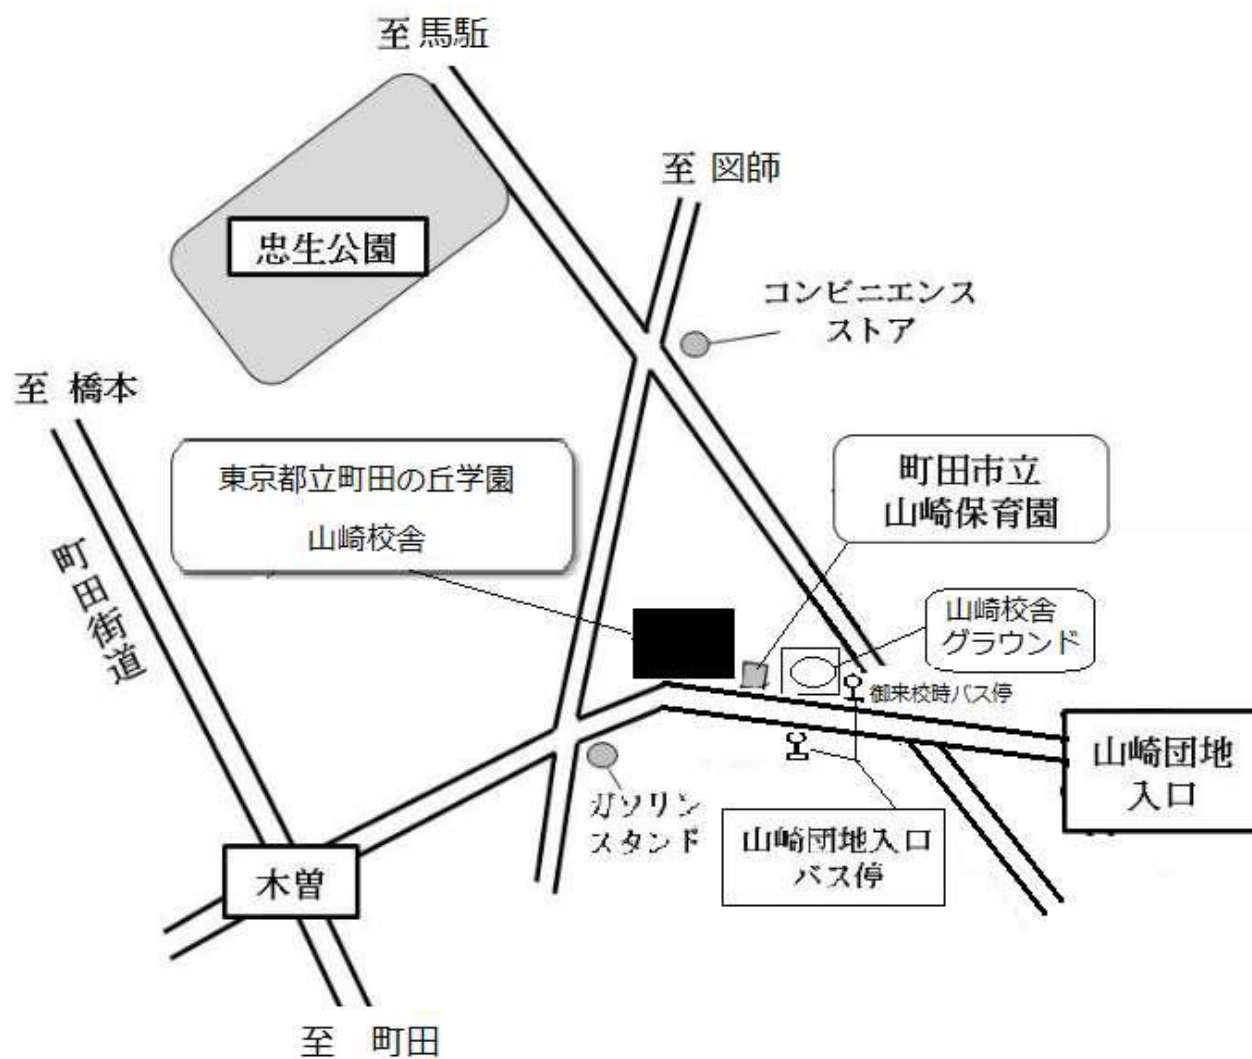 至 馬駈
至 図師
忠生公園
コンビニエンス
ストア
至 橋本
東京都立町田の丘学園
山崎校舎
町田市立
山崎保育園
町田街道
山崎校舎
グラウンド
御来校時バス停
山崎団地
入口
ガソリン
スタンド
山崎団地入口
バス停
木曽
至 町田